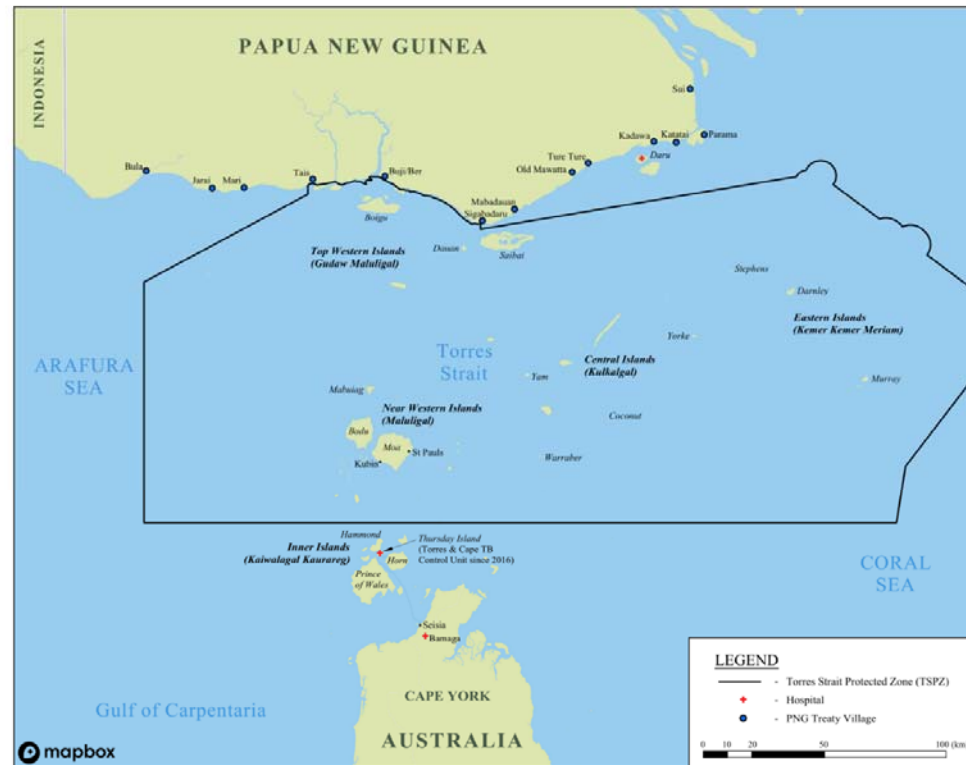 INDONESIA
PAPUA NEW GUINEA
Sui
Kadawa
Katatai
Parama
Daru
Ture Ture
Old Mawatta
Bula
Jarai
Mari
Tais
Buji/Ber
Mabadauan
Sigabadaru
Boigu
Dauan
Saibai
Top Western Islands
(Gudaw Maluligal)
Stephens
Darnley
Eastern Islands
(Kemer Kemer Meriam)
ARAFURA
SEA
Torres
Strait
Yorke
Central Islands
(Kulkalgal)
Yam
Murray
Mabuiag
Near Western Islands
(Maluligal)
Coconut
Badu
Moa
St Pauls
Kubin
Warraber
Hammond
Thursday Island
(Torres & Cape TB
Control Unit since 2016)
Inner Islands
(Kaiwalagal Kaurareg)
Horn
Prince
of Wales
CORAL
SEA
Seisia
Bamaga
CAPE YORK
AUSTRALIA
Gulf of Carpentaria
mapbox
LEGEND
- Torres Strait Protected Zone (TSPZ)
- Hospital
- PNG Treaty Village
0 10 20 50 100 (km)